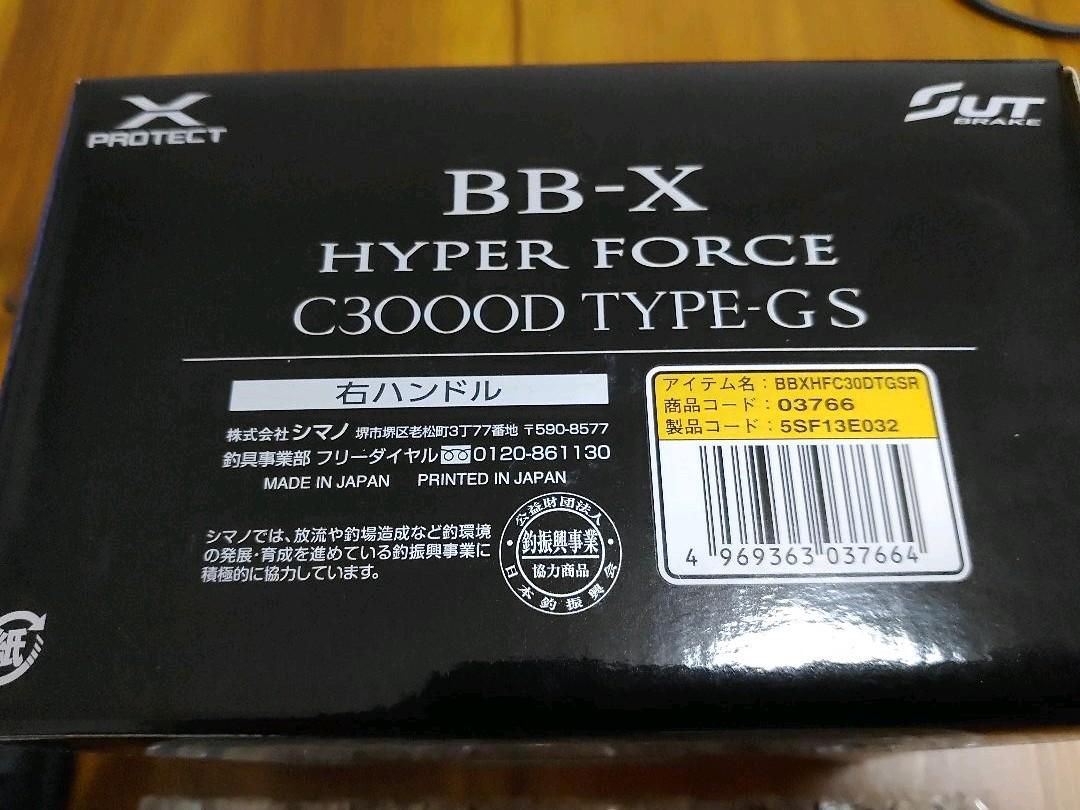 X
PROTECT
SUT
BRAKE
BB-X
HYPER FORCE
C3000D TYPE-GS
右ハンドル
株式会社シマノ 堺市堺区老松町3丁77番地 〒590-8577
釣具事業部 フリーダイヤル 0120-861130
MADE IN JAPAN PRINTED IN JAPAN
シマノでは、放流や釣場造成など釣環境
の発展・育成を進めている釣振興事業に
積極的に協力しています。
公益財団法人
釣振興事業
協力商品
日本釣振興会
アイテム名:BBXHFC30DTGSR
商品コード:03766
製品コード:5SF13E032
4 969363 037664
紙